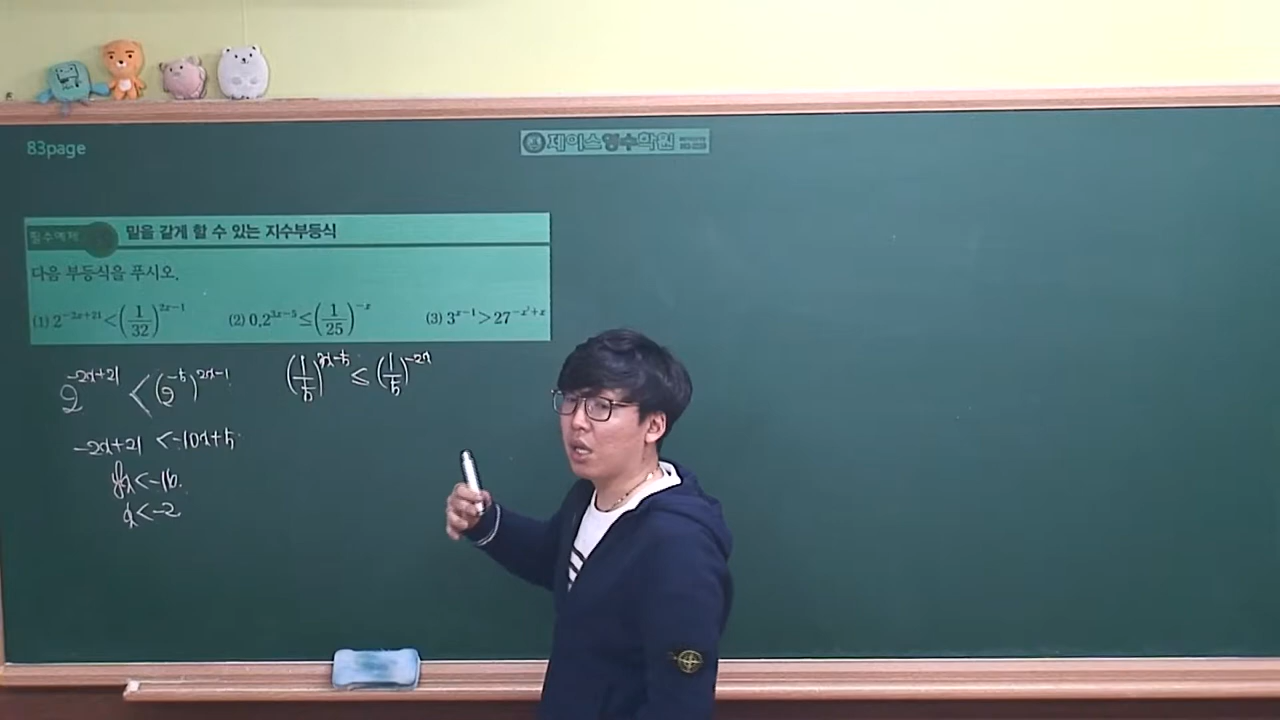 83page
제이스영수학원
필수예제
밑을 같게 할 수 있는 지수부등식
다음 부등식을 푸시오.
(1) 2^{-2x+21} < (1/32)^{2x-1} (2) 0.2^{3x-5} ≤ (1/25)^{-x} (3) 3^{x-1} > 27^{-x²+x}
2^{-2x+21} < (2^{-5})^{2x-1} (1/5)^{3x-5} ≤ (1/5)^{-2x}
-2x+21 < -10x+5
8x < -16
x < -2